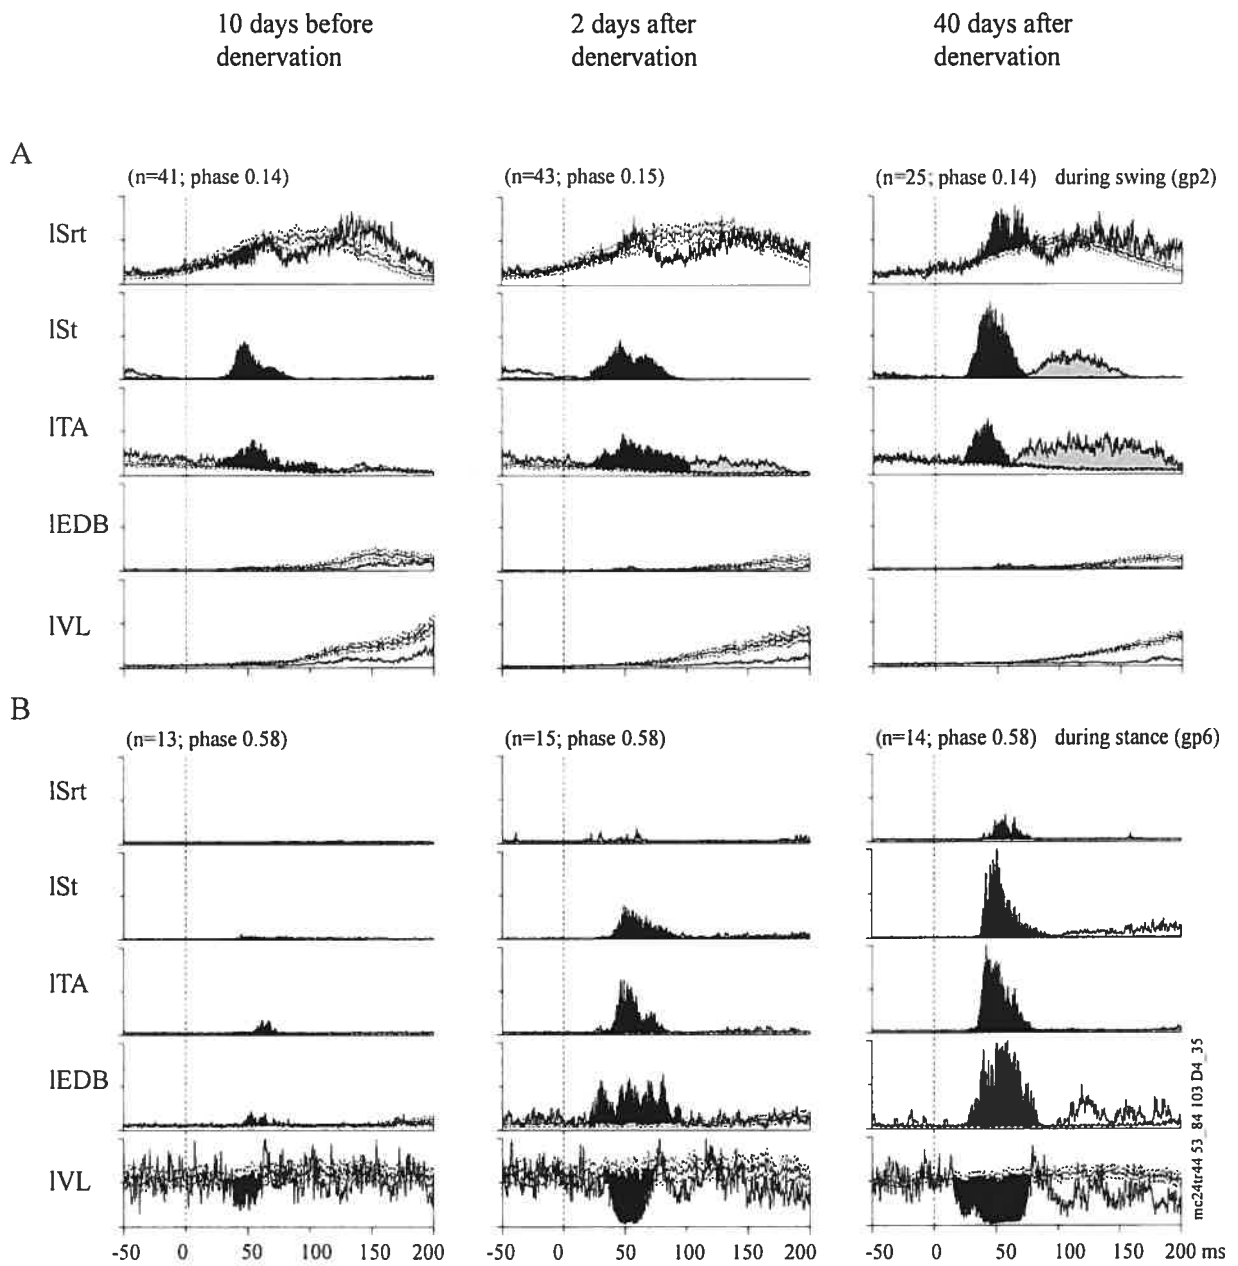 10 days before
denervation
2 days after
denervation
40 days after
denervation
A
(n=41; phase 0.14)
(n=43; phase 0.15)
(n=25; phase 0.14) during swing (gp2)
lSrt
lSt
lTA
lEDB
lVL
B
(n=13; phase 0.58)
(n=15; phase 0.58)
(n=14; phase 0.58) during stance (gp6)
lSrt
lSt
lTA
lEDB
lVL
-50 0 50 100 150 200
-50 0 50 100 150 200
-50 0 50 100 150 200 ms
mc24tr44 53_84 103 D4_35